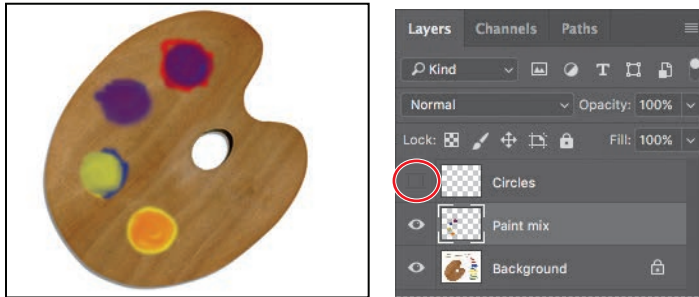 Layers Channels Paths
Kind T
Normal Opacity: 100%
Lock: Fill: 100%
Circles
Paint mix
Background